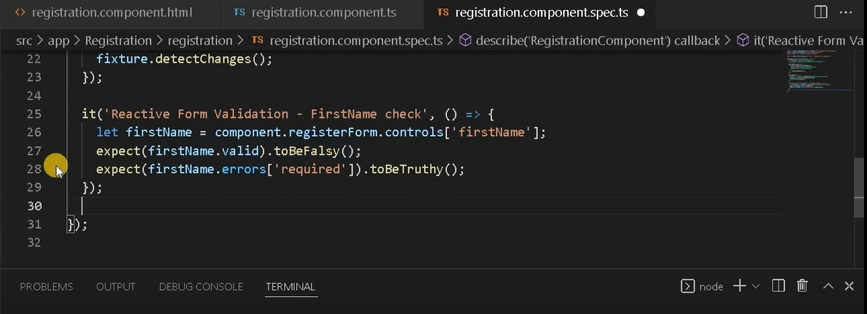 <> registration.component.html TS registration.component.ts TS registration.component.spec.ts ●
src > app > Registration > registration > TS registration.component.spec.ts > describe('RegistrationComponent') callback > it('Reactive Form Va
22 fixture.detectChanges();
23 });
24
25 it('Reactive Form Validation - FirstName check', () => {
26 let firstName = component.registerForm.controls['firstName'];
27 expect(firstName.valid).toBeFalsy();
28 expect(firstName.errors['required']).toBeTruthy();
29 });
30
31 });
32
PROBLEMS OUTPUT DEBUG CONSOLE TERMINAL node